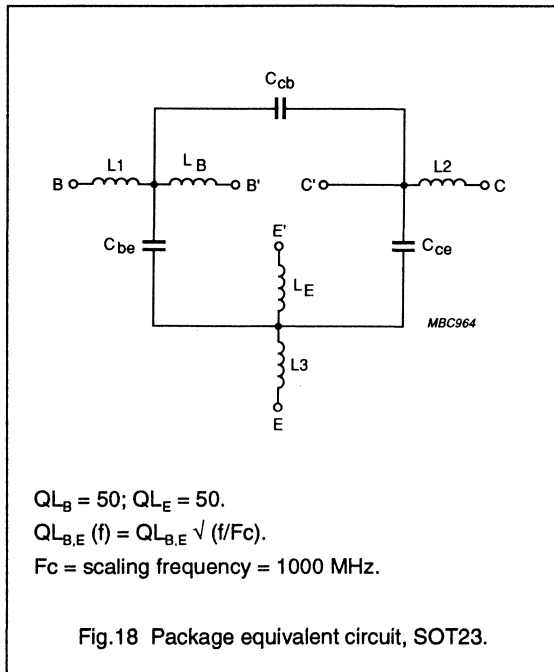 C_cb
L1
L_B
L2
B
B'
C'
C
E'
C_be
C_ce
L_E
MBC964
L3
E
QL_B = 50; QL_E = 50.
QL_B,E (f) = QL_B,E √ (f/Fc).
Fc = scaling frequency = 1000 MHz.
Fig.18 Package equivalent circuit, SOT23.